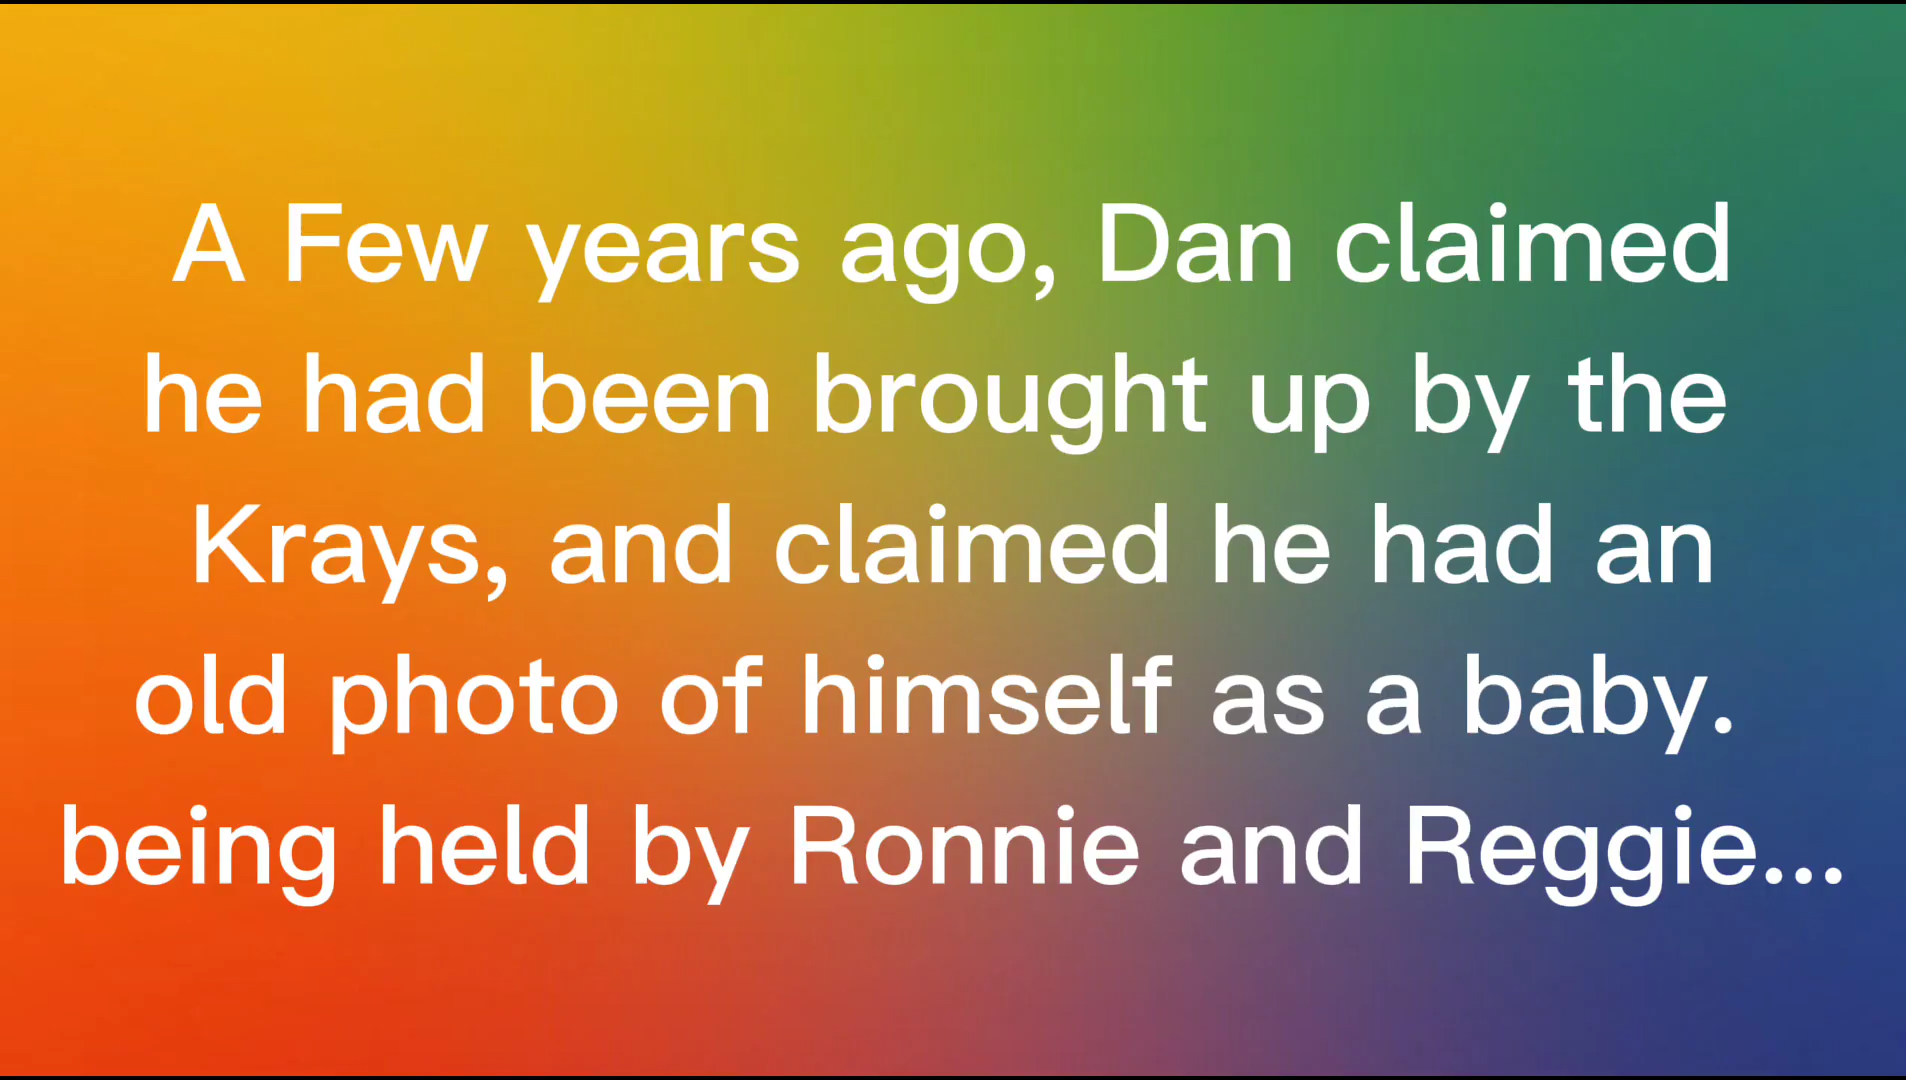 A Few years ago, Dan claimed
he had been brought up by the
Krays, and claimed he had an
old photo of himself as a baby.
being held by Ronnie and Reggie...